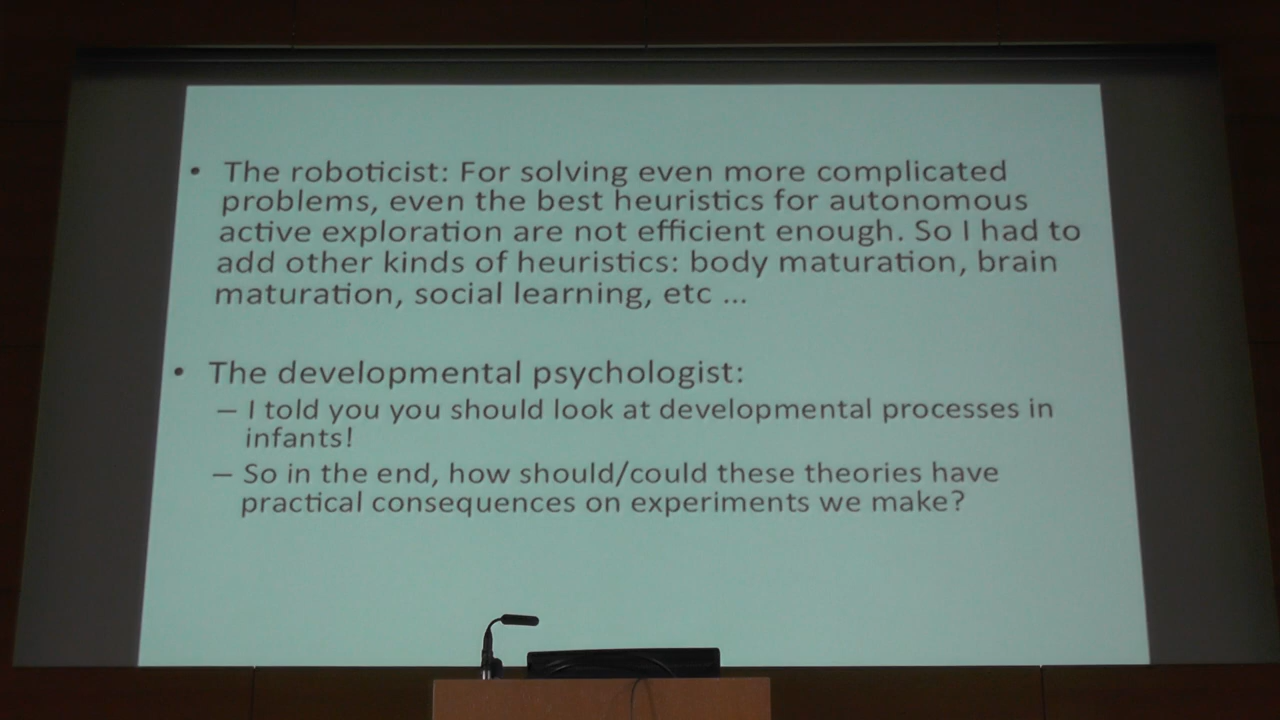 • The roboticist: For solving even more complicated
problems, even the best heuristics for autonomous
active exploration are not efficient enough. So I had to
add other kinds of heuristics: body maturation, brain
maturation, social learning, etc ...
• The developmental psychologist:
– I told you you should look at developmental processes in
infants!
– So in the end, how should/could these theories have
practical consequences on experiments we make?